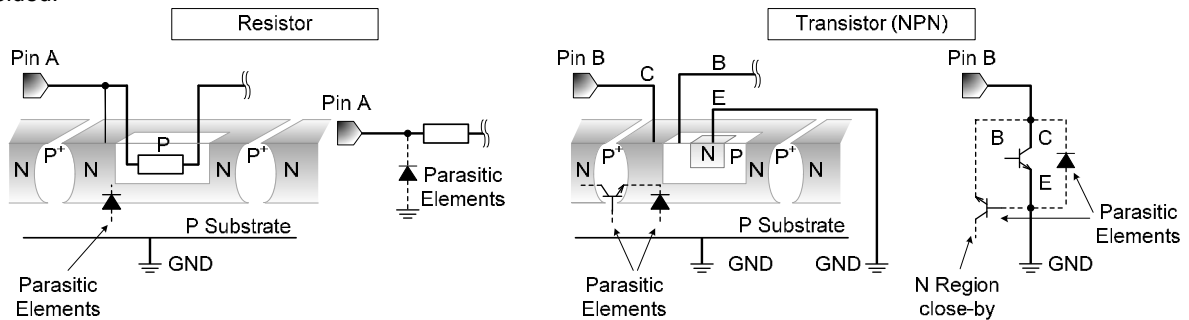 Resistor
Transistor (NPN)
Pin A
Pin B
C
B
E
Pin B
Pin A
B
C
E
P
N
P+
N
P+
N
N
P+
N
N
P
P+
N
Parasitic
Elements
P Substrate
GND
Parasitic
Elements
P Substrate
GND
GND
Parasitic
Elements
Parasitic
Elements
GND
N Region
close-by